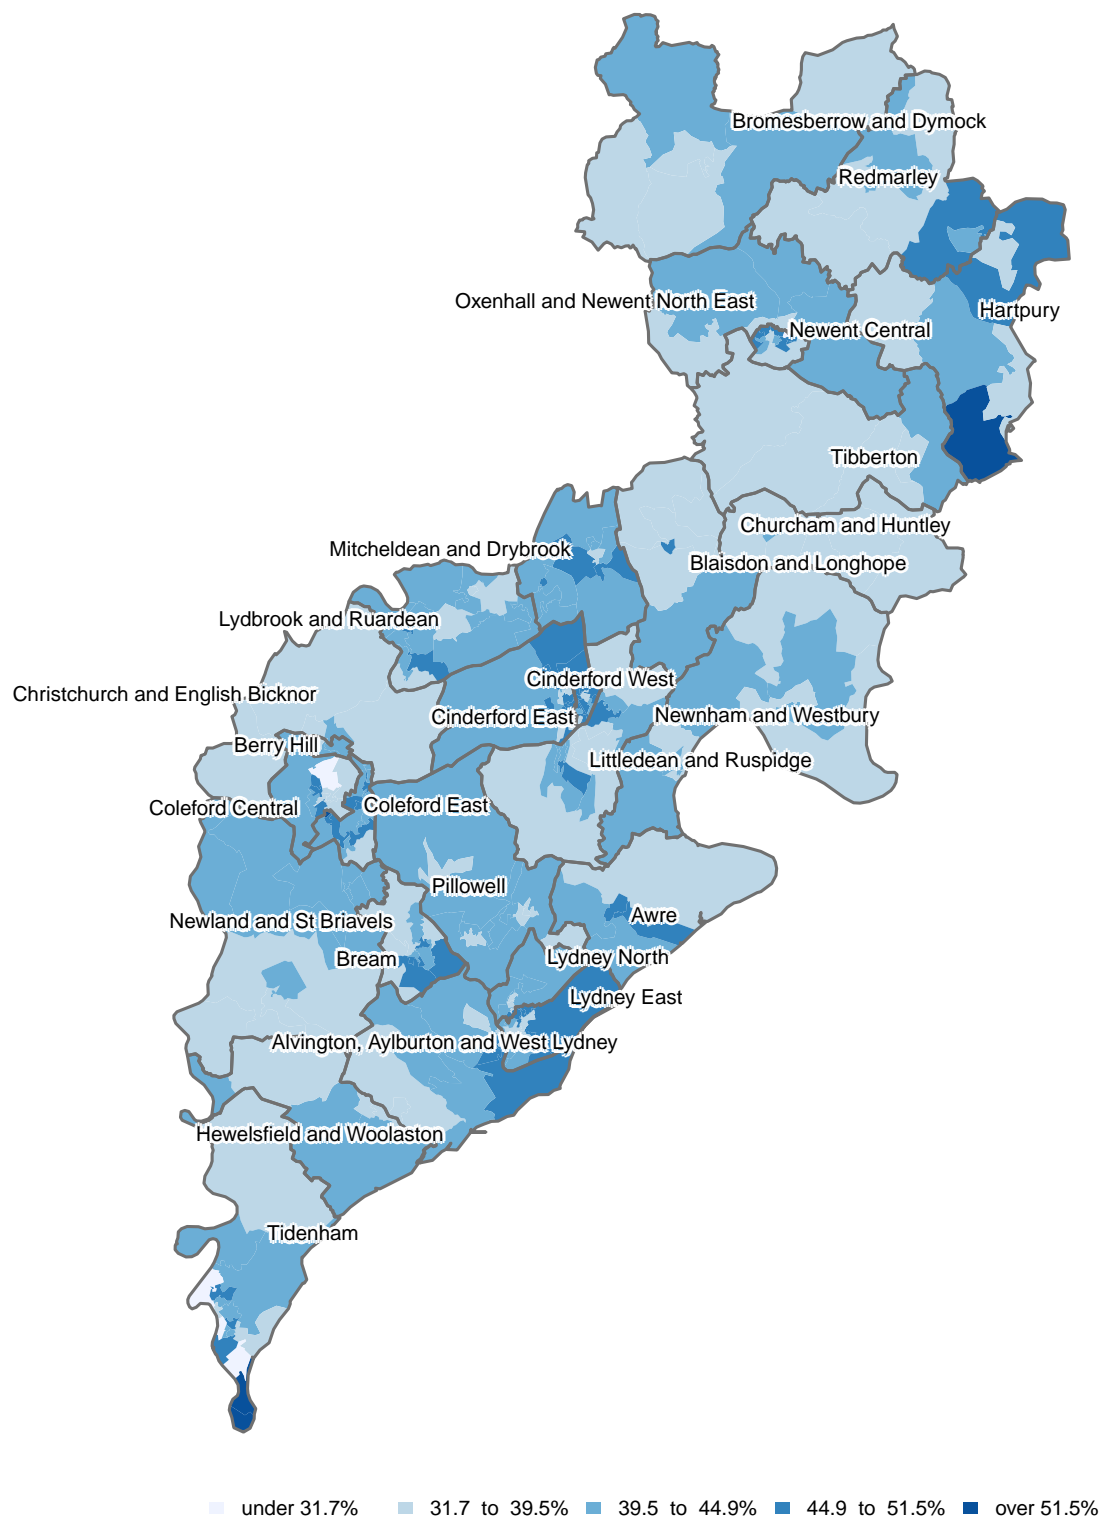 Bromesberrow and Dymock
Redmarley
Oxenhall and Newent North East
Hartpury
Newent Central
Tibberton
Churcham and Huntley
Mitcheldean and Drybrook
Blaisdon and Longhope
Lydbrook and Ruardean
Cinderford West
Christchurch and English Bicknor
Cinderford East
Newnham and Westbury
Berry Hill
Littledean and Ruspidge
Coleford Central
Coleford East
Pillowell
Awre
Newland and St Briavels
Bream
Lydney North
Lydney East
Alvington, Aylburton and West Lydney
Hewelsfield and Woolaston
Tidenham
under 31.7% 31.7 to 39.5% 39.5 to 44.9% 44.9 to 51.5% over 51.5%